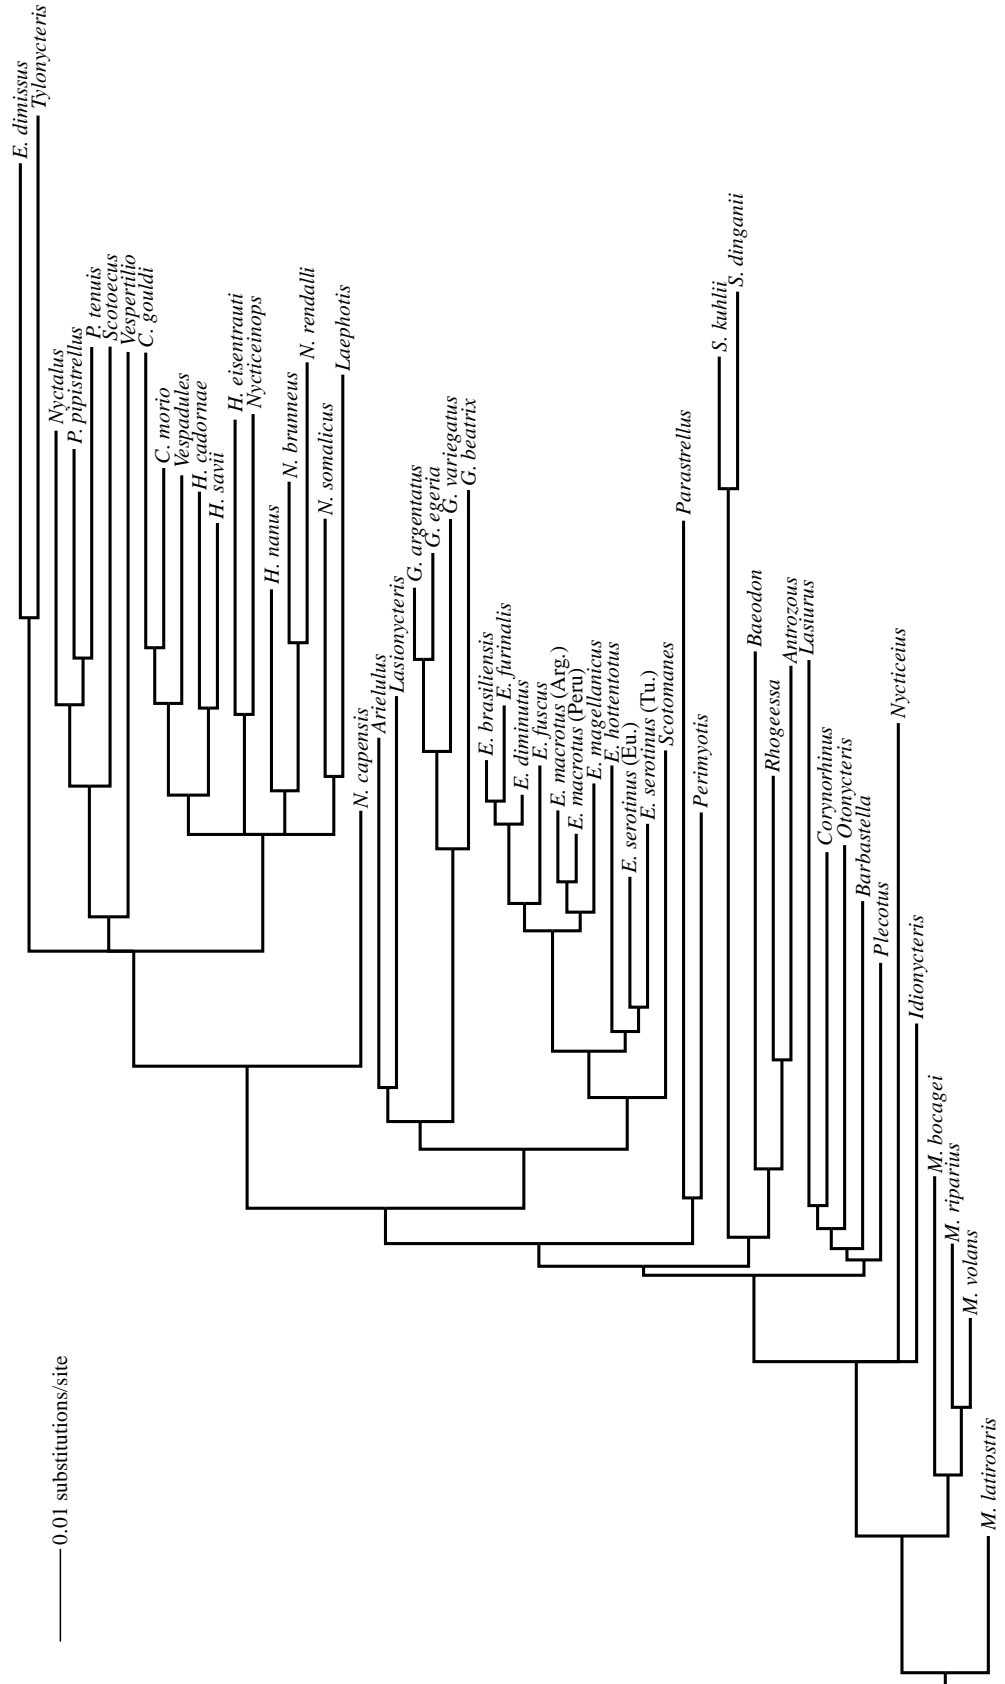 E. dimissus
Tylonycteris
Nyctalus
P. pipistrellus
P. tenuis
Scotoecus
Vespertilio
C. gouldi
C. morio
Vespadules
H. cadornae
H. savii
H. eisentrauti
Nycticeinops
H. nanus
N. brunneus
N. rendalli
N. somalicus
Laephotis
N. capensis
Arielulus
Lasionycteris
G. argentatus
G. egeria
G. variegatus
G. beatrix
E. brasiliensis
E. furinalis
E. diminutus
E. fuscus
E. macrotus (Arg.)
E. macrotus (Peru)
E. magellanicus
E. hottentotus
E. serotinus (Eu.)
E. serotinus (Tu.)
Scotomanes
Parastrellus
Perimyotis
S. kuhlii
S. dinganii
Baeodon
Rhogeessa
Antrozous
Lasiurus
Corynorhinus
Otonycteris
Barbastella
Plecotus
Nycticeius
Idionycteris
M. bocagei
M. riparius
M. volans
M. latirostris
0.01 substitutions/site